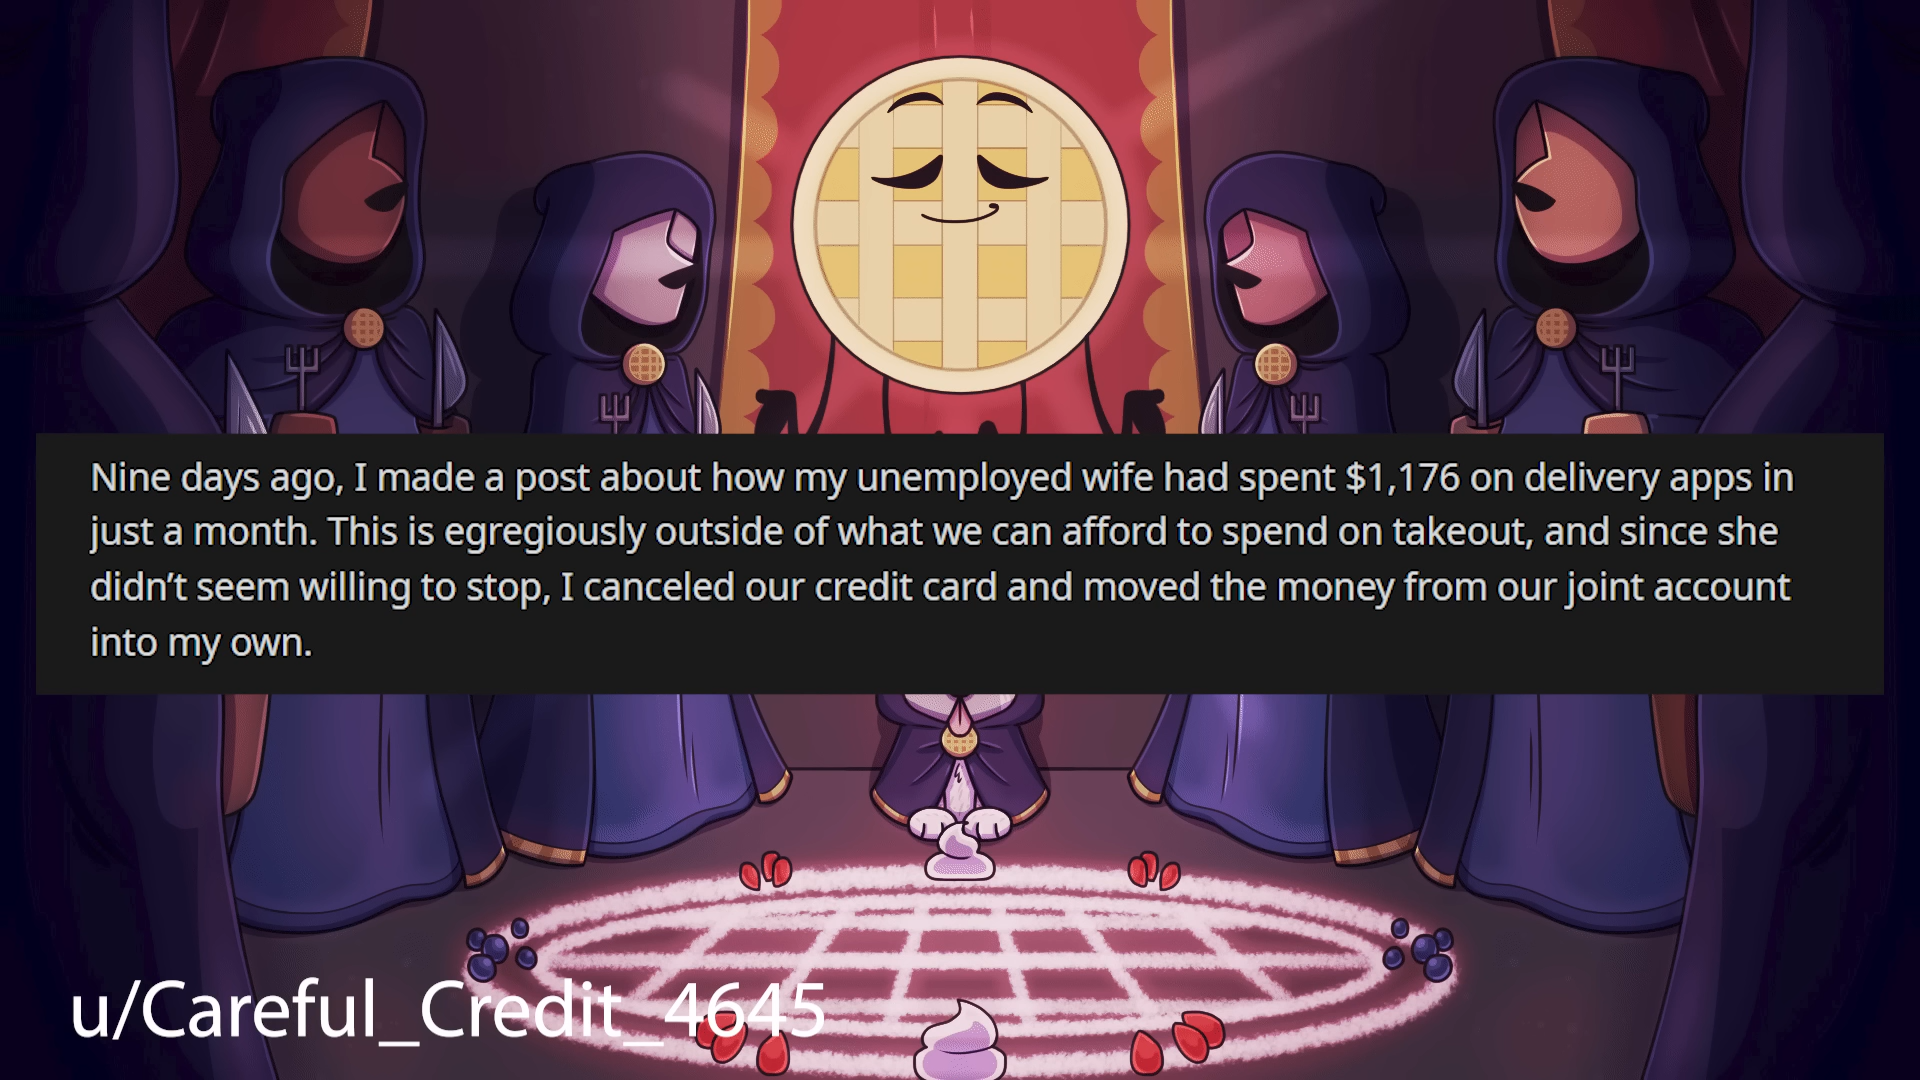 Nine days ago, I made a post about how my unemployed wife had spent $1,176 on delivery apps in
just a month. This is egregiously outside of what we can afford to spend on takeout, and since she
didn’t seem willing to stop, I canceled our credit card and moved the money from our joint account
into my own.
u/Careful_Credit_4645